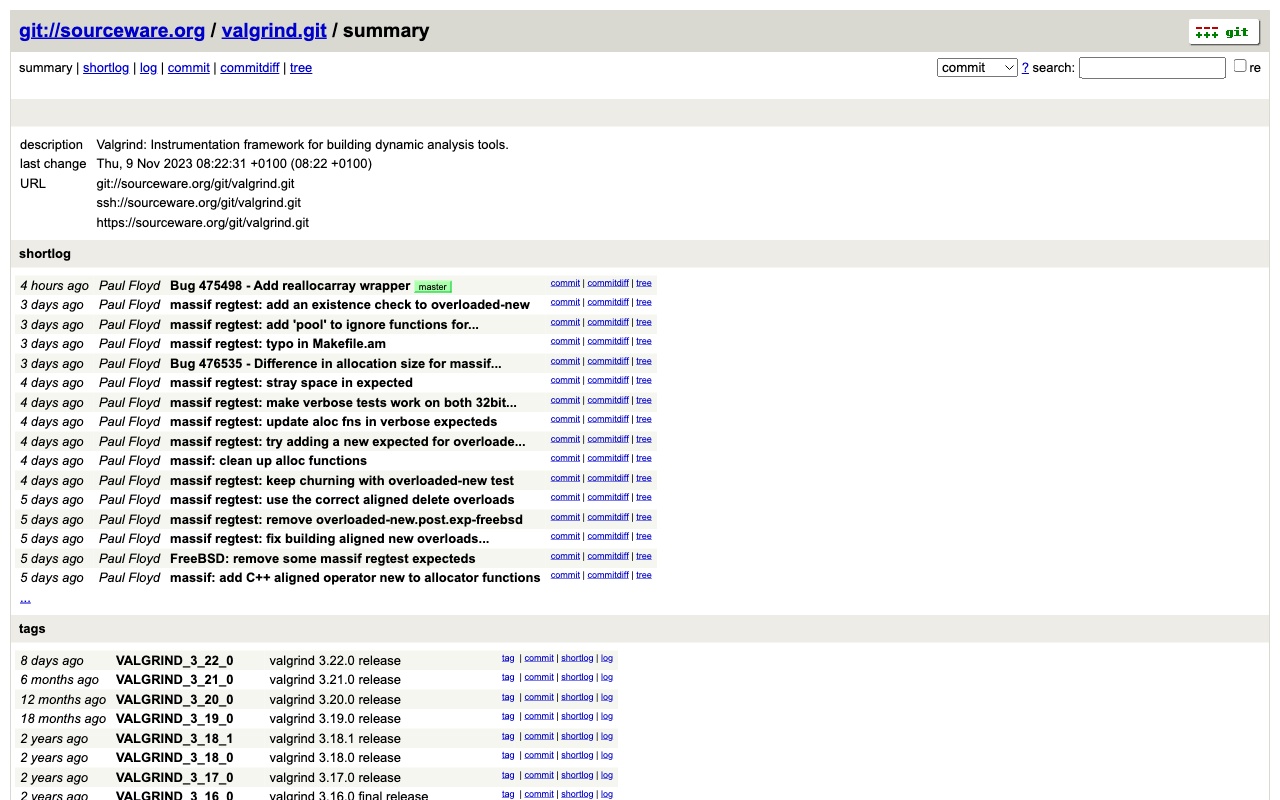 git://sourceware.org / valgrind.git / summary
git
summary | shortlog | log | commit | commitdiff | tree
commit ? search: re
description Valgrind: Instrumentation framework for building dynamic analysis tools.
last change Thu, 9 Nov 2023 08:22:31 +0100 (08:22 +0100)
URL git://sourceware.org/git/valgrind.git
ssh://sourceware.org/git/valgrind.git
https://sourceware.org/git/valgrind.git
shortlog
4 hours ago Paul Floyd Bug 475498 - Add reallocarray wrapper master commit | commitdiff | tree
3 days ago Paul Floyd massif regtest: add an existence check to overloaded-new commit | commitdiff | tree
3 days ago Paul Floyd massif regtest: add 'pool' to ignore functions for... commit | commitdiff | tree
3 days ago Paul Floyd massif regtest: typo in Makefile.am commit | commitdiff | tree
3 days ago Paul Floyd Bug 476535 - Difference in allocation size for massif... commit | commitdiff | tree
4 days ago Paul Floyd massif regtest: stray space in expected commit | commitdiff | tree
4 days ago Paul Floyd massif regtest: make verbose tests work on both 32bit... commit | commitdiff | tree
4 days ago Paul Floyd massif regtest: update aloc fns in verbose expecteds commit | commitdiff | tree
4 days ago Paul Floyd massif regtest: try adding a new expected for overloade... commit | commitdiff | tree
4 days ago Paul Floyd massif: clean up alloc functions commit | commitdiff | tree
4 days ago Paul Floyd massif regtest: keep churning with overloaded-new test commit | commitdiff | tree
5 days ago Paul Floyd massif regtest: use the correct aligned delete overloads commit | commitdiff | tree
5 days ago Paul Floyd massif regtest: remove overloaded-new.post.exp-freebsd commit | commitdiff | tree
5 days ago Paul Floyd massif regtest: fix building aligned new overloads... commit | commitdiff | tree
5 days ago Paul Floyd FreeBSD: remove some massif regtest expecteds commit | commitdiff | tree
5 days ago Paul Floyd massif: add C++ aligned operator new to allocator functions commit | commitdiff | tree
...
tags
8 days ago VALGRIND_3_22_0 valgrind 3.22.0 release tag | commit | shortlog | log
6 months ago VALGRIND_3_21_0 valgrind 3.21.0 release tag | commit | shortlog | log
12 months ago VALGRIND_3_20_0 valgrind 3.20.0 release tag | commit | shortlog | log
18 months ago VALGRIND_3_19_0 valgrind 3.19.0 release tag | commit | shortlog | log
2 years ago VALGRIND_3_18_1 valgrind 3.18.1 release tag | commit | shortlog | log
2 years ago VALGRIND_3_18_0 valgrind 3.18.0 release tag | commit | shortlog | log
2 years ago VALGRIND_3_17_0 valgrind 3.17.0 release tag | commit | shortlog | log
2 years ago VALGRIND_3_16_0 valgrind 3.16.0 final release tag | commit | shortlog | log